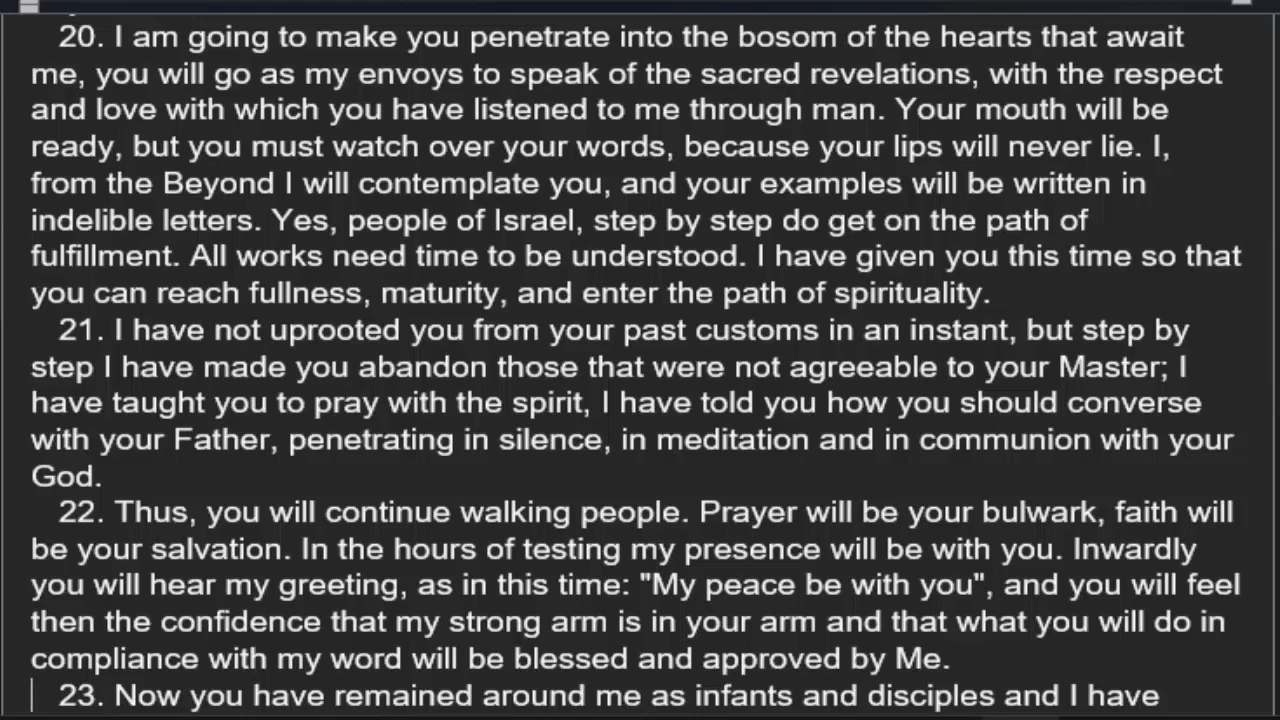 20. I am going to make you penetrate into the bosom of the hearts that await
me, you will go as my envoys to speak of the sacred revelations, with the respect
and love with which you have listened to me through man. Your mouth will be
ready, but you must watch over your words, because your lips will never lie. I,
from the Beyond I will contemplate you, and your examples will be written in
indelible letters. Yes, people of Israel, step by step do get on the path of
fulfillment. All works need time to be understood. I have given you this time so that
you can reach fullness, maturity, and enter the path of spirituality.
21. I have not uprooted you from your past customs in an instant, but step by
step I have made you abandon those that were not agreeable to your Master; I
have taught you to pray with the spirit, I have told you how you should converse
with your Father, penetrating in silence, in meditation and in communion with your
God.
22. Thus, you will continue walking people. Prayer will be your bulwark, faith will
be your salvation. In the hours of testing my presence will be with you. Inwardly
you will hear my greeting, as in this time: "My peace be with you", and you will feel
then the confidence that my strong arm is in your arm and that what you will do in
compliance with my word will be blessed and approved by Me.
23. Now you have remained around me as infants and disciples and I have